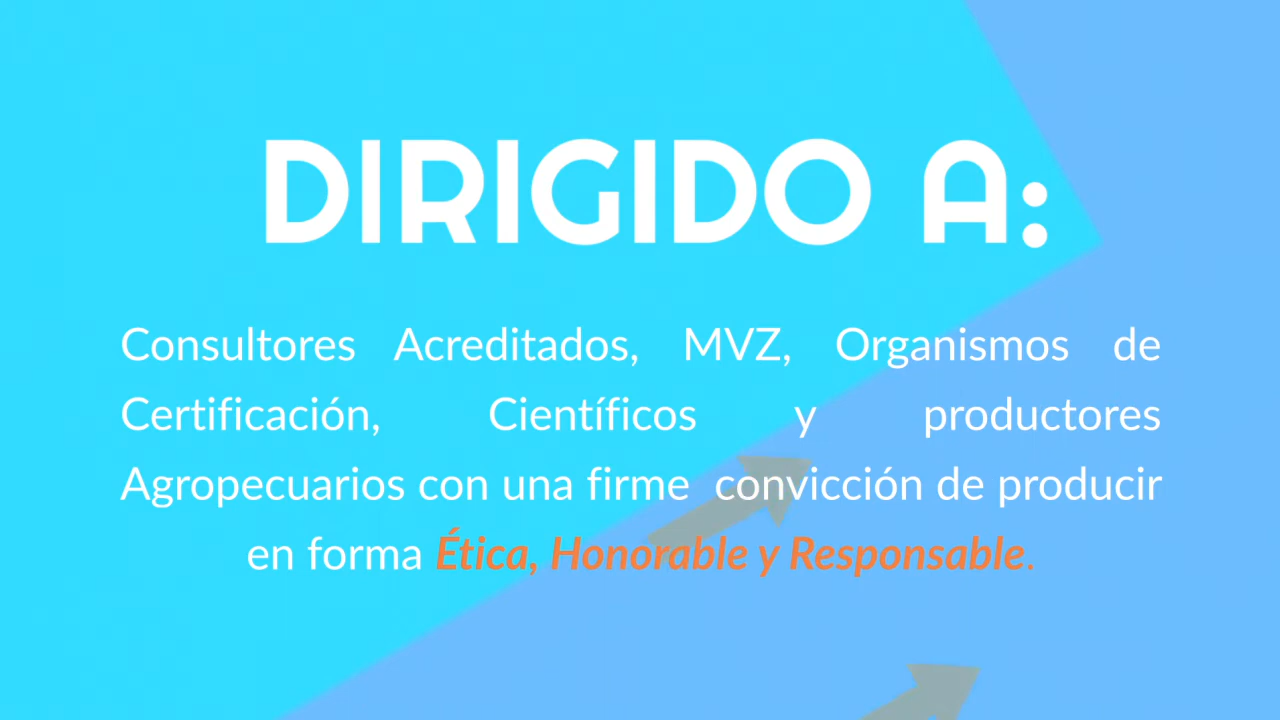 DIRIGIDO A:
Consultores Acreditados, MVZ, Organismos de
Certificación, Científicos y productores
Agropecuarios con una firme convicción de producir
en forma Ética, Honorable y Responsable.